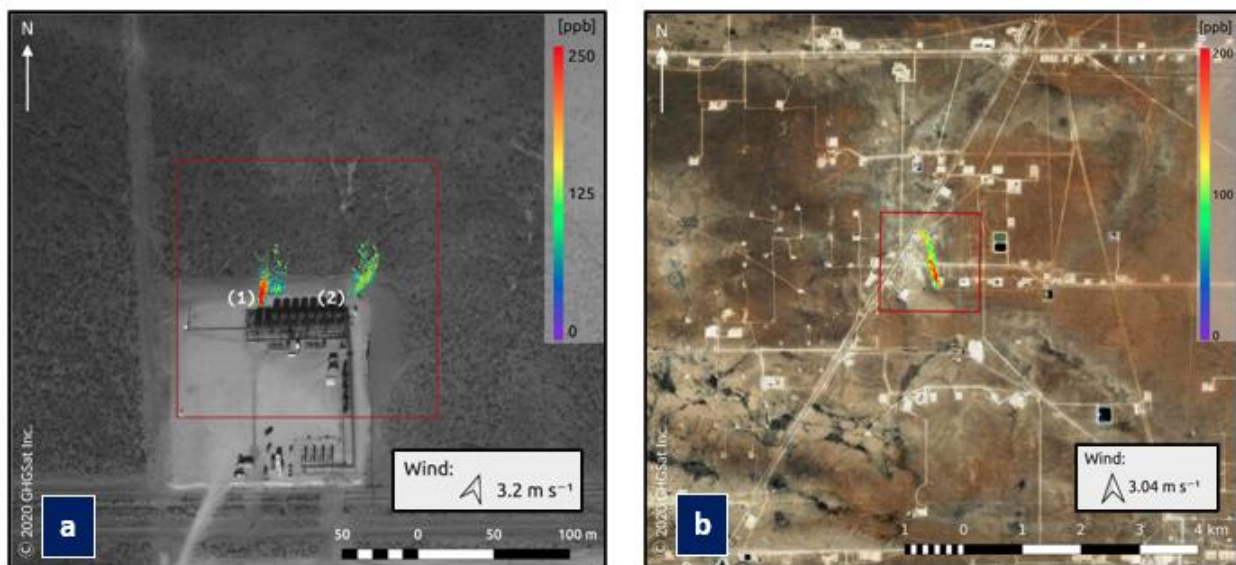 N
[ppb]
250
125
0
(1)
(2)
Wind:
3.2 m s⁻¹
© 2020 GHGSat Inc.
a
50 0 50 100 m
N
[ppb]
200
100
0
Wind:
3.04 m s⁻¹
© 2020 GHGSat Inc.
b
1 0 1 2 3 4 km